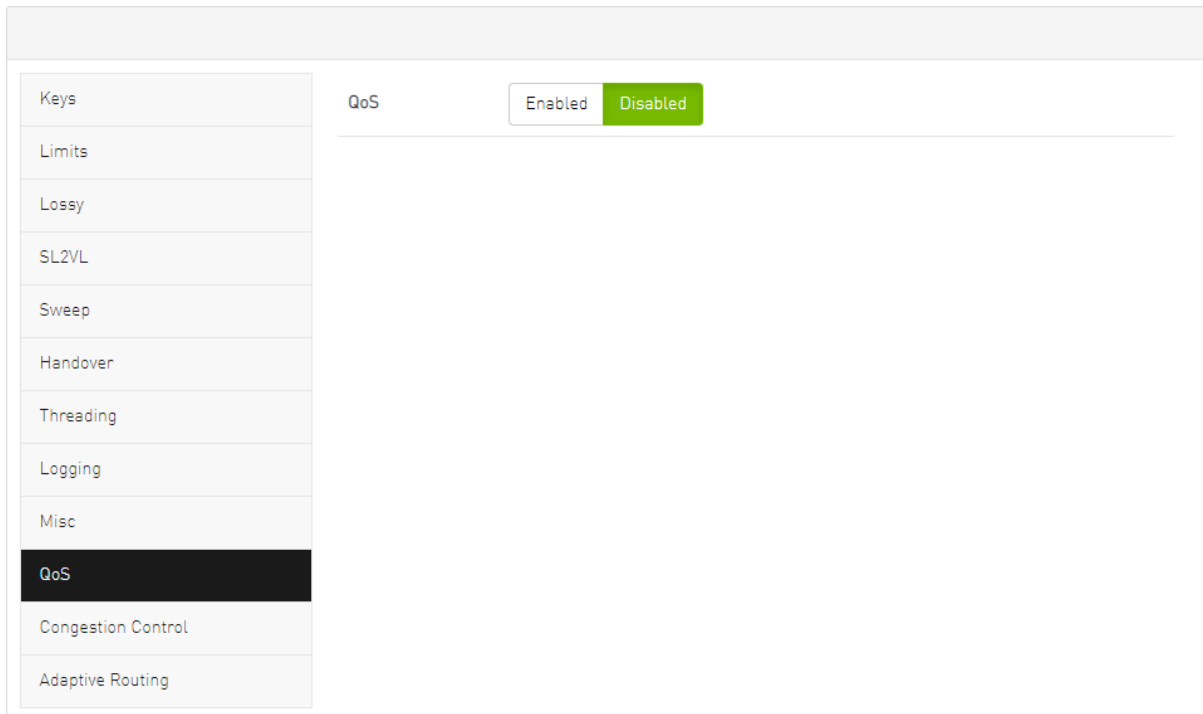 Keys
Limits
Lossy
SL2VL
Sweep
Handover
Threading
Logging
Misc
QoS
Congestion Control
Adaptive Routing
QoS Enabled Disabled